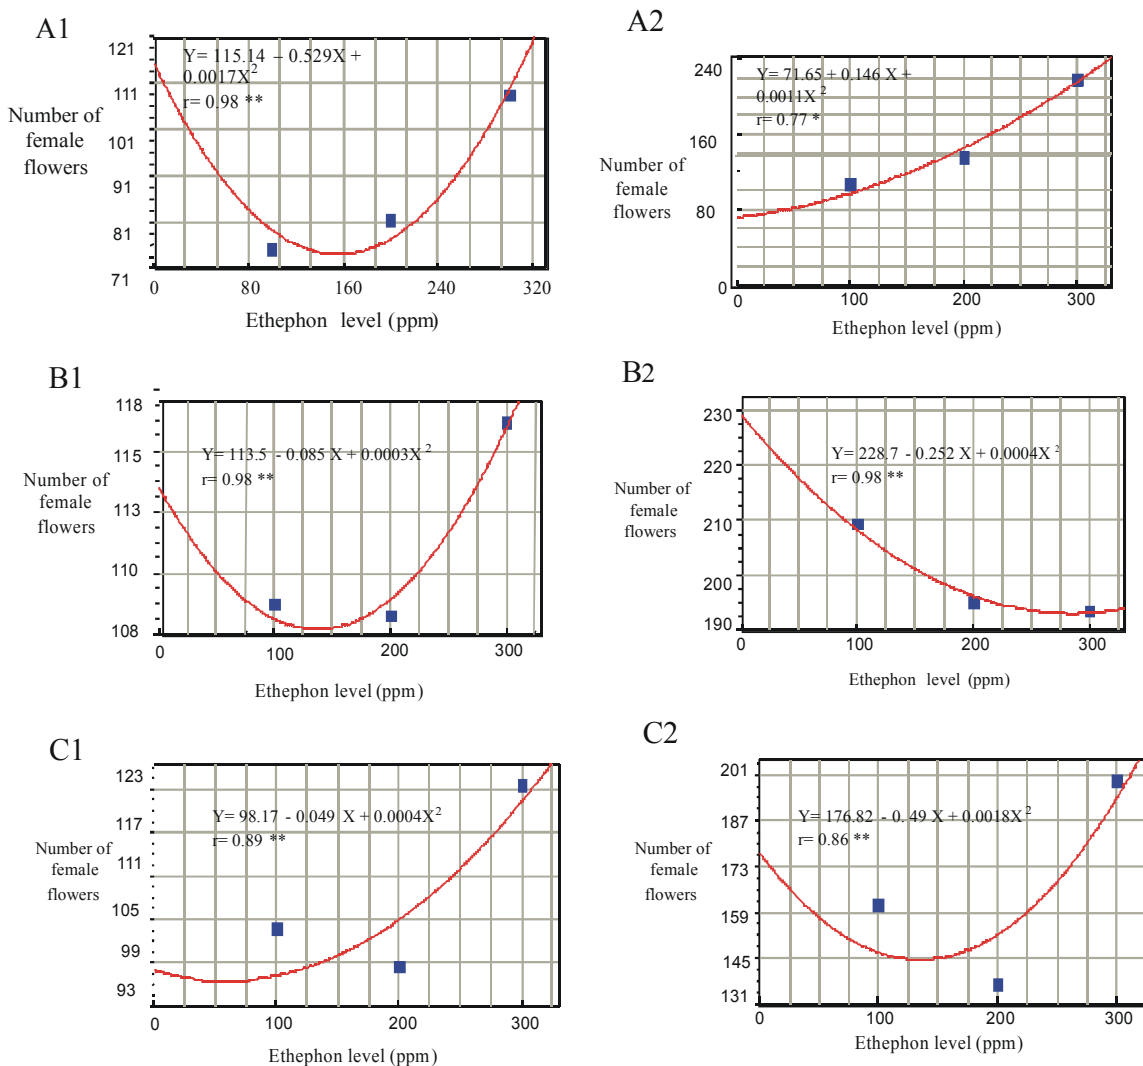 A1
121
111
101
91
81
71
Number of
female
flowers
Y= 115.14 - 0.529X +
0.0017X2
r= 0.98 **
0 80 160 240 320
Ethephon level (ppm)
A2
240
160
80
0
Number of
female
flowers
Y= 71.65 + 0.146 X +
0.0011X 2
r= 0.77 *
0 100 200 300
Ethephon level (ppm)
B1
118
115
113
110
108
Number of
female
flowers
Y= 113.5 - 0.085 X + 0.0003X 2
r= 0.98 **
0 100 200 300
Ethephon level (ppm)
B2
230
220
210
200
190
Number of
female
flowers
Y= 228.7 - 0.252 X + 0.0004X 2
r= 0.98 **
0 100 200 300
Ethephon level (ppm)
C1
123
117
111
105
99
93
Number of
female
flowers
Y= 98.17 - 0.049 X + 0.0004X2
r= 0.89 **
0 100 200 300
Ethephon level (ppm)
C2
201
187
173
159
145
131
Number of
female
flowers
Y= 176.82 - 0. 49 X + 0.0018X2
r= 0.86 **
0 100 200 300
Ethephon level (ppm)